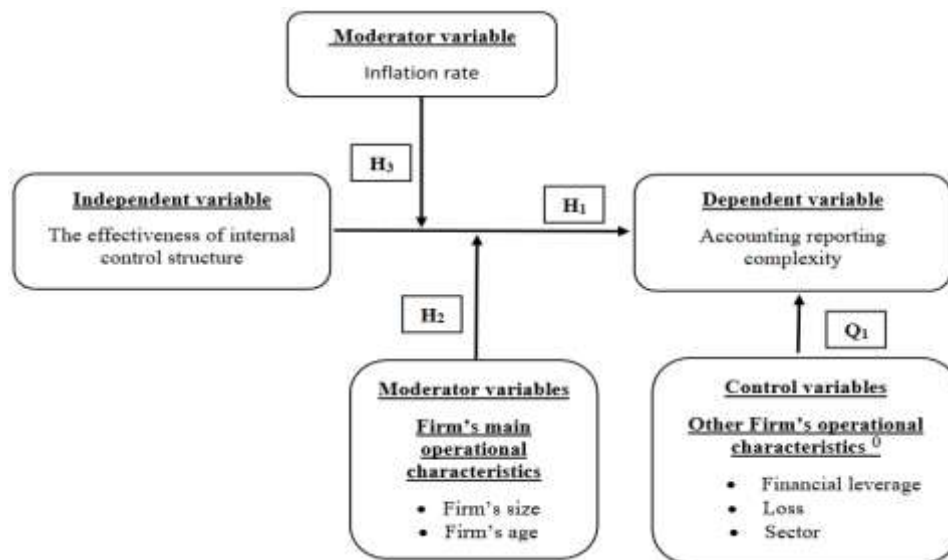 Moderator variable
Inflation rate
H3
Independent variable
The effectiveness of internal
control structure
H1
Dependent variable
Accounting reporting
complexity
H2
Q1
Moderator variables
Firm's main
operational
characteristics
• Firm's size
• Firm's age
Control variables
Other Firm's operational
characteristics 0
• Financial leverage
• Loss
• Sector